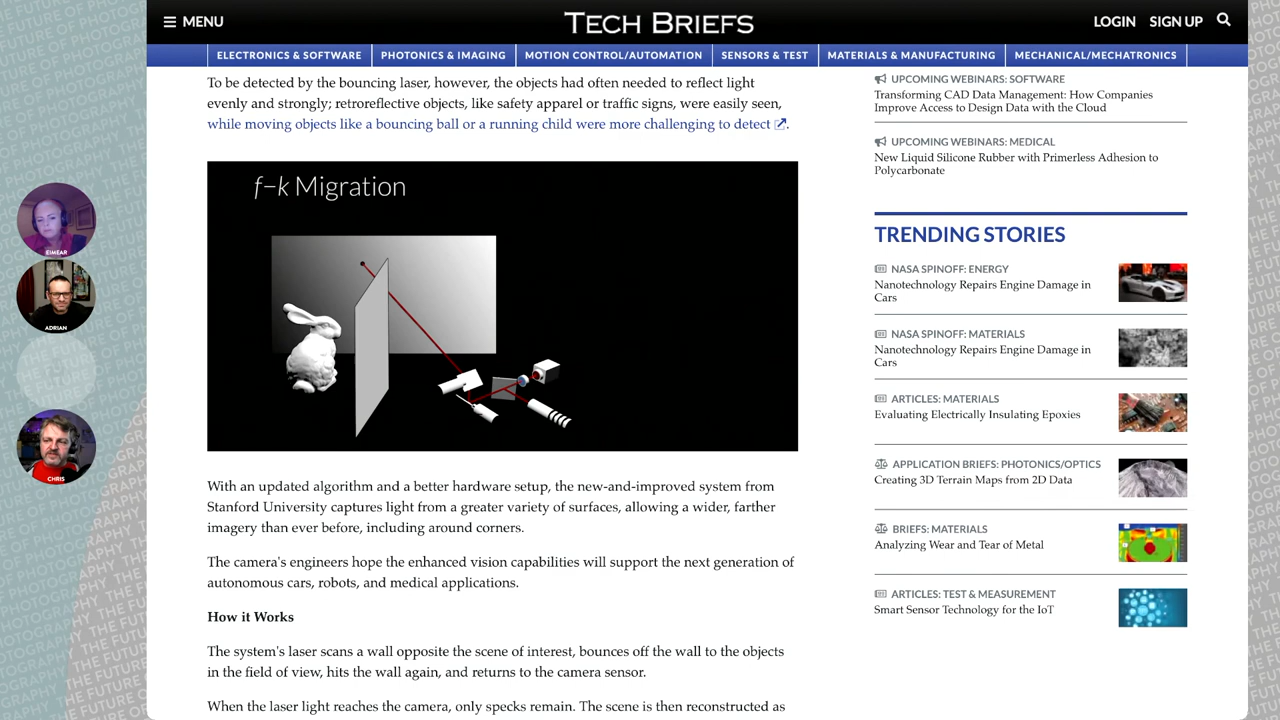 MENU
TECH BRIEFS
LOGIN
SIGN UP
ELECTRONICS & SOFTWARE
PHOTONICS & IMAGING
MOTION CONTROL/AUTOMATION
SENSORS & TEST
MATERIALS & MANUFACTURING
MECHANICAL/MECHATRONICS
To be detected by the bouncing laser, however, the objects had often needed to reflect light
evenly and strongly; retroreflective objects, like safety apparel or traffic signs, were easily seen,
while moving objects like a bouncing ball or a running child were more challenging to detect.
f–k Migration
With an updated algorithm and a better hardware setup, the new-and-improved system from
Stanford University captures light from a greater variety of surfaces, allowing a wider, farther
imagery than ever before, including around corners.
The camera's engineers hope the enhanced vision capabilities will support the next generation of
autonomous cars, robots, and medical applications.
How it Works
The system's laser scans a wall opposite the scene of interest, bounces off the wall to the objects
in the field of view, hits the wall again, and returns to the camera sensor.
When the laser light reaches the camera, only specks remain. The scene is then reconstructed as
UPCOMING WEBINARS: SOFTWARE
Transforming CAD Data Management: How Companies
Improve Access to Design Data with the Cloud
UPCOMING WEBINARS: MEDICAL
New Liquid Silicone Rubber with Primerless Adhesion to
Polycarbonate
TRENDING STORIES
NASA SPINOFF: ENERGY
Nanotechnology Repairs Engine Damage in
Cars
NASA SPINOFF: MATERIALS
Nanotechnology Repairs Engine Damage in
Cars
ARTICLES: MATERIALS
Evaluating Electrically Insulating Epoxies
APPLICATION BRIEFS: PHOTONICS/OPTICS
Creating 3D Terrain Maps from 2D Data
BRIEFS: MATERIALS
Analyzing Wear and Tear of Metal
ARTICLES: TEST & MEASUREMENT
Smart Sensor Technology for the IoT
EIMEAR
ADRIAN
CHRIS